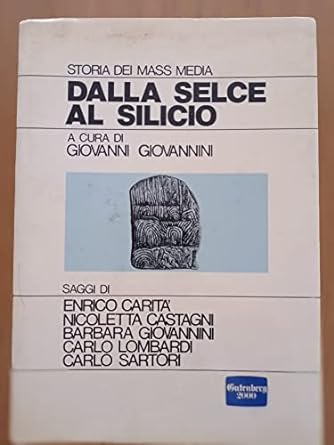 STORIA DEI MASS MEDIA
DALLA SELCE
AL SILICIO
A CURA DI
GIOVANNI GIOVANNINI
SAGGI DI
ENRICO CARITA'
NICOLETTA CASTAGNI
BARBARA GIOVANNINI
CARLO LOMBARDI
CARLO SARTORI
Gutenberg
2000